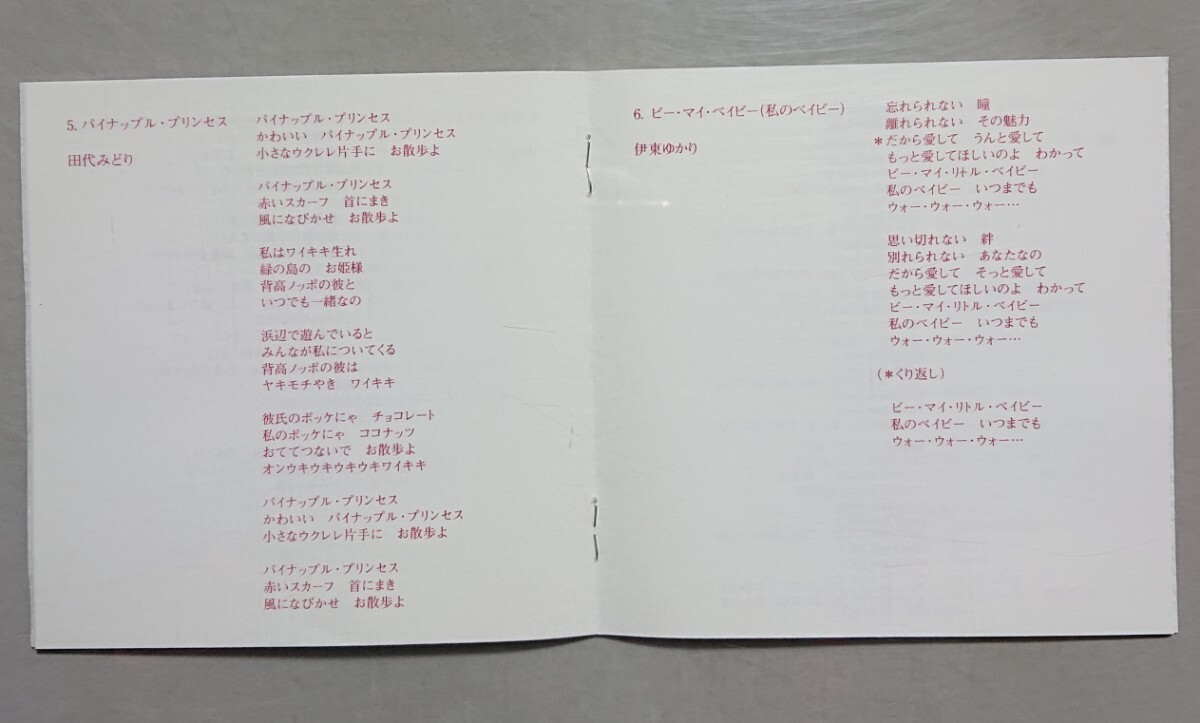 5. パイナップル・プリンセス
田代みどり
パイナップル・プリンセス
かわいい　パイナップル・プリンセス
小さなウクレレ片手に　お散歩よ
パイナップル・プリンセス
赤いスカーフ　首にまき
風になびかせ　お散歩よ
私はワイキキ生れ
緑の島の　お姫様
背高ノッポの彼と
いつでも一緒なの
浜辺で遊んでいると
みんなが私についてくる
背高ノッポの彼は
ヤキモチやき　ワイキキ
彼氏のポッケにゃ　チョコレート
私のポッケにゃ　ココナッツ
おててつないで　お散歩よ
オンウキウキウキウキワイキキ
パイナップル・プリンセス
かわいい　パイナップル・プリンセス
小さなウクレレ片手に　お散歩よ
パイナップル・プリンセス
赤いスカーフ　首にまき
風になびかせ　お散歩よ
6. ビー・マイ・ベイビー(私のベイビー)
伊東ゆかり
忘れられない　瞳
離れられない　その魅力
*だから愛して　うんと愛して
もっと愛してほしいのよ　わかって
ビー・マイ・リトル・ベイビー
私のベイビー　いつまでも
ウォー・ウォー・ウォー…
思い切れない　絆
別れられない　あなたなの
だから愛して　そっと愛して
もっと愛してほしいのよ　わかって
ビー・マイ・リトル・ベイビー
私のベイビー　いつまでも
ウォー・ウォー・ウォー…
(*くり返し)
ビー・マイ・リトル・ベイビー
私のベイビー　いつまでも
ウォー・ウォー・ウォー…